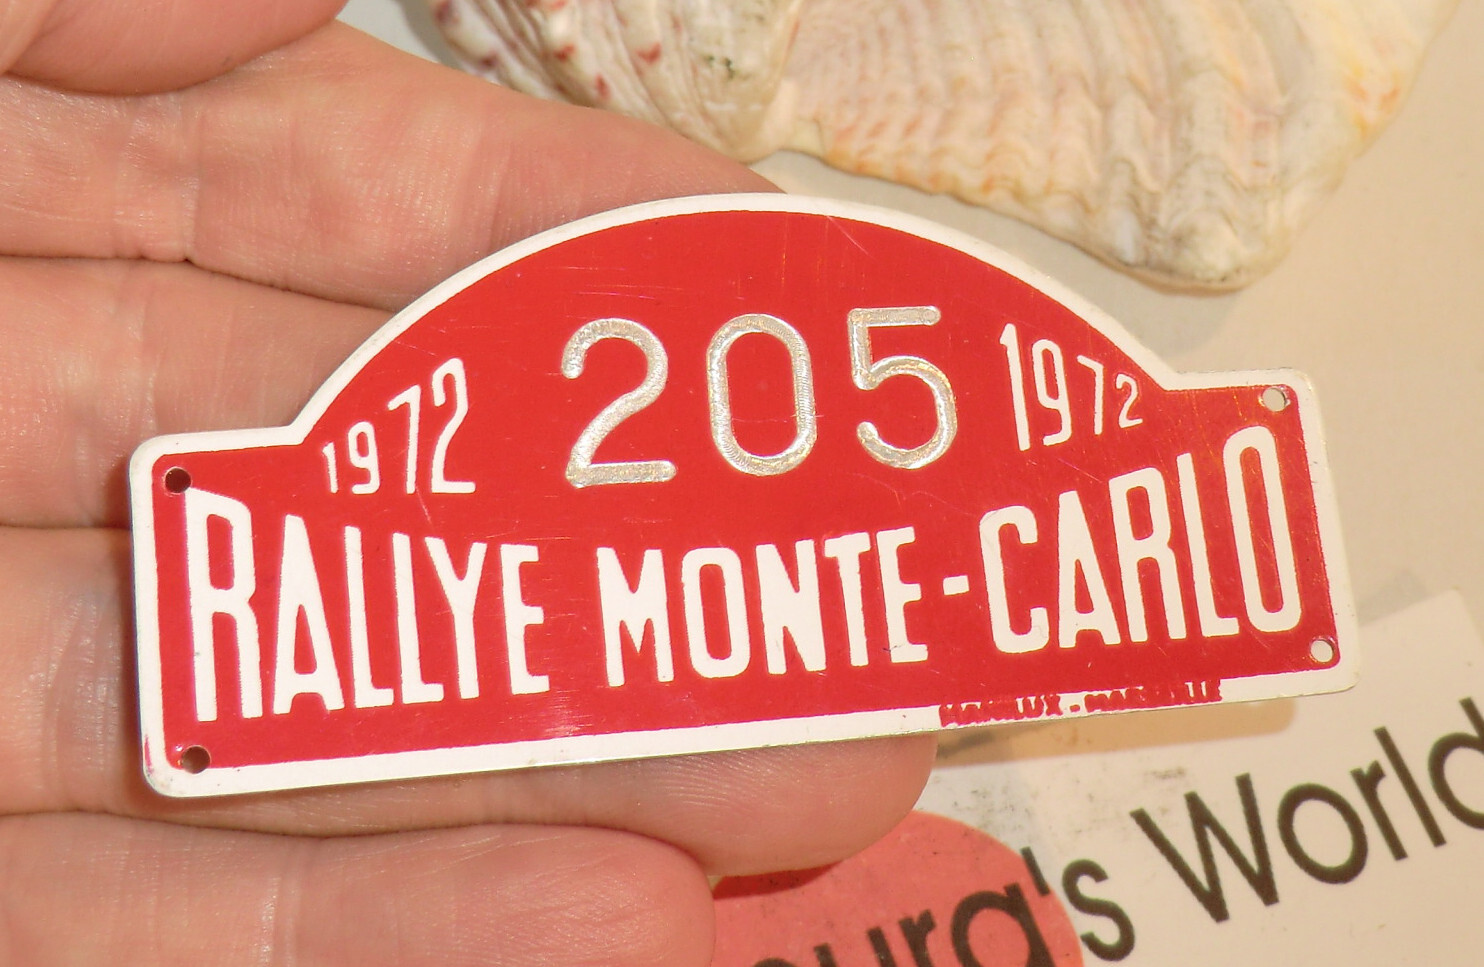 1972 205 1972
RALLYE MONTE-CARLO
's World